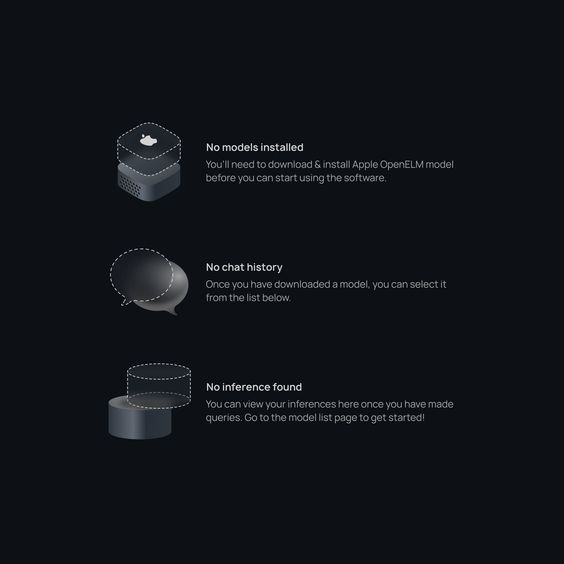 No models installed
You'll need to download & install Apple OpenELM model
before you can start using the software.
No chat history
Once you have downloaded a model, you can select it
from the list below.
No inference found
You can view your inferences here once you have made
queries. Go to the model list page to get started!